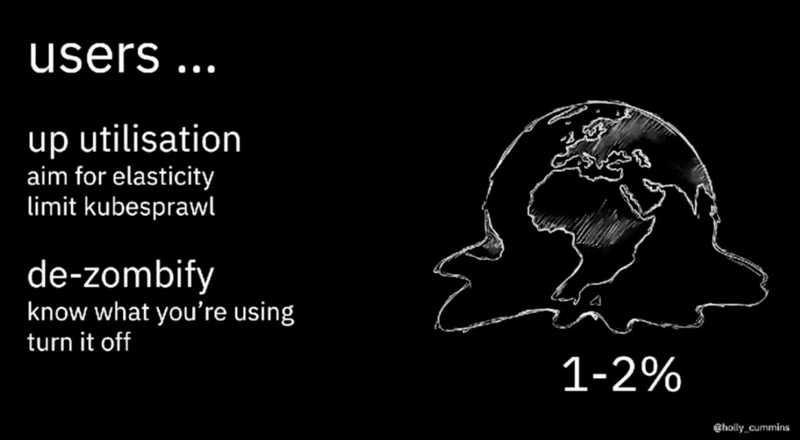 users ...
up utilisation
aim for elasticity
limit kubesprawl
de-zombify
know what you're using
turn it off
1-2%
@holly_cummins